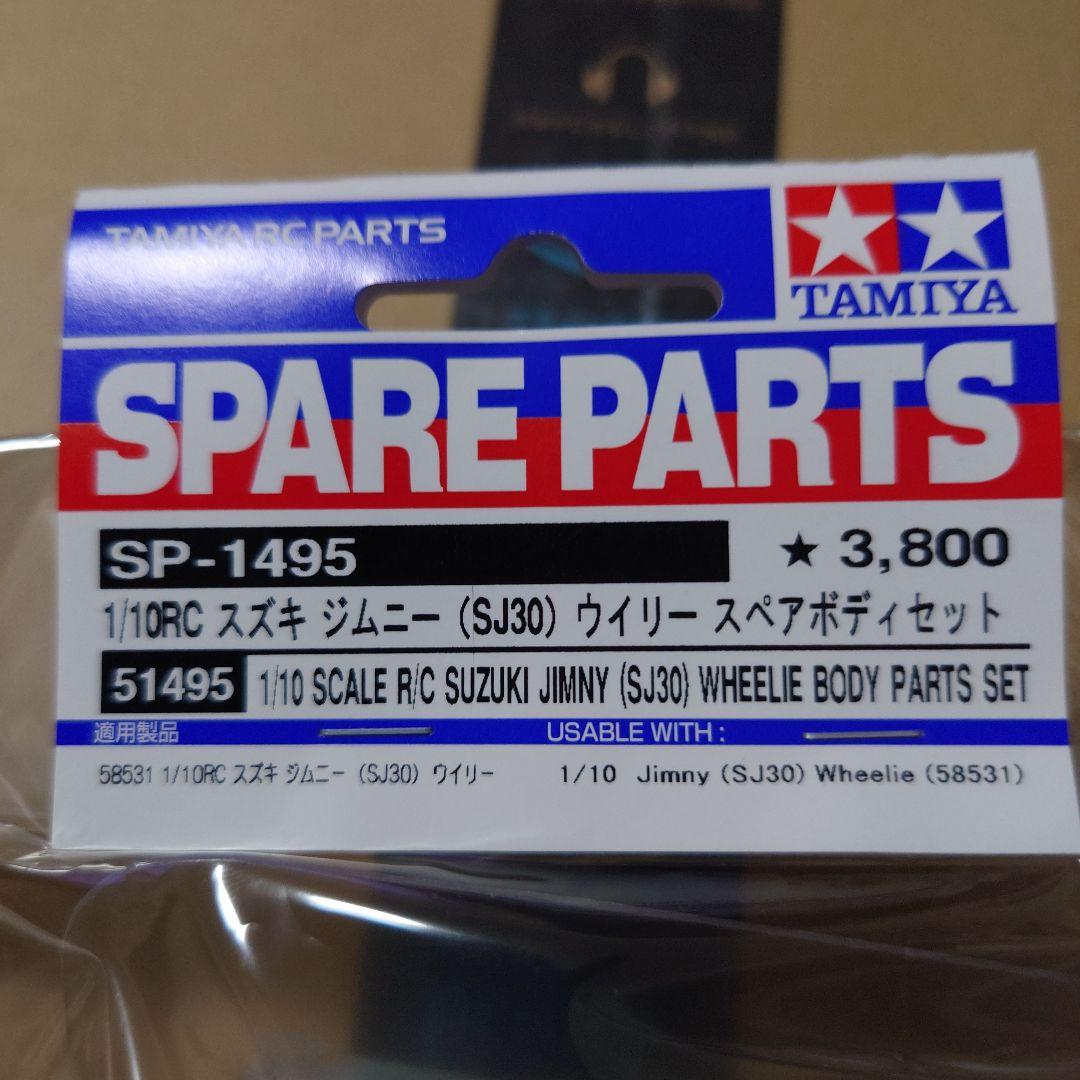 TAMIYA RC PARTS
TAMIYA
SPARE PARTS
SP-1495
★ 3,800
1/10RC スズキ ジムニー (SJ30) ウイリー スペアボディセット
51495 1/10 SCALE R/C SUZUKI JIMNY (SJ30) WHEELIE BODY PARTS SET
適用製品 USABLE WITH :
58531 1/10RC スズキ ジムニー (SJ30) ウイリー 1/10 Jimny (SJ30) Wheelie (58531)